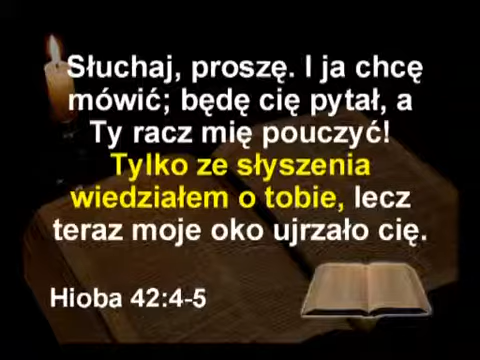 Słuchaj, proszę. I ja chcę
mówić; będę cię pytał, a
Ty racz mię pouczyć!
Tylko ze słyszenia
wiedziałem o tobie, lecz
teraz moje oko ujrzało cię.
Hioba 42:4-5